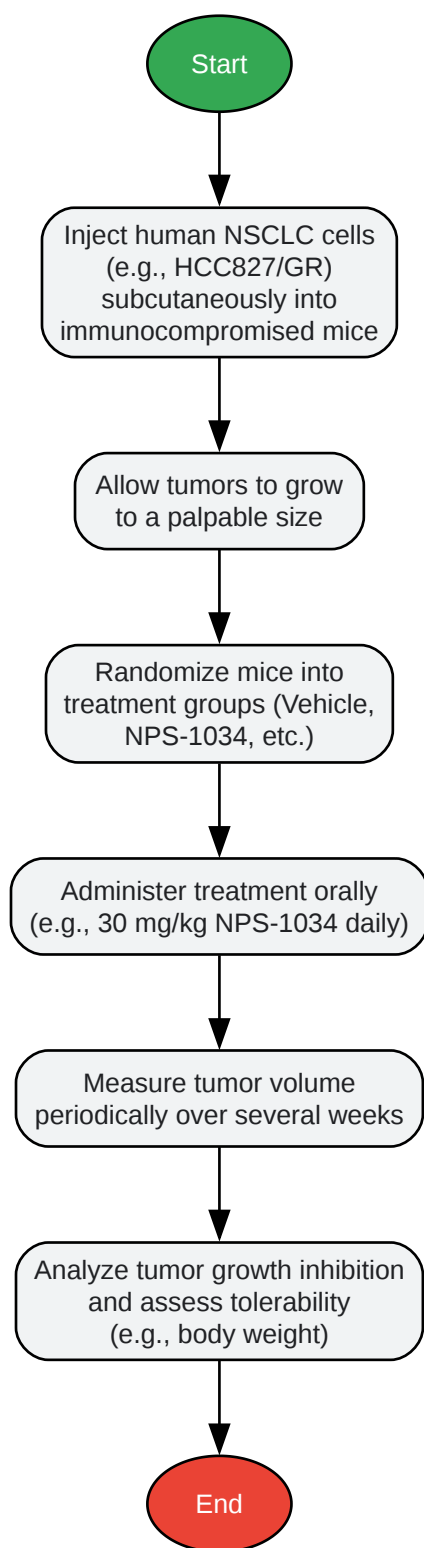 Start
Inject human NSCLC cells
(e.g., HCC827/GR)
subcutaneously into
immunocompromised mice
Allow tumors to grow
to a palpable size
Randomize mice into
treatment groups (Vehicle,
NPS-1034, etc.)
Administer treatment orally
(e.g., 30 mg/kg NPS-1034 daily)
Measure tumor volume
periodically over several weeks
Analyze tumor growth inhibition
and assess tolerability
(e.g., body weight)
End